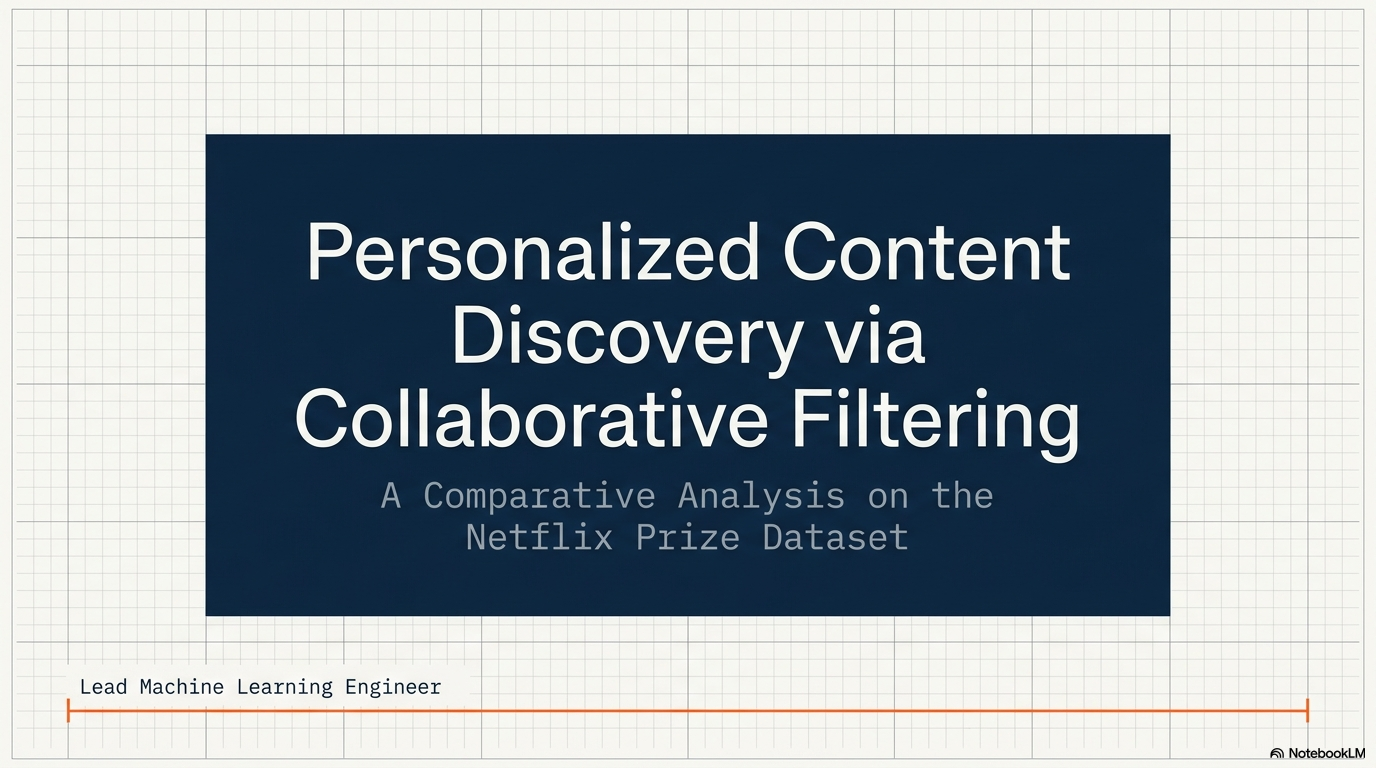 Personalized Content
Discovery via
Collaborative Filtering
A Comparative Analysis on the
Netflix Prize Dataset
Lead Machine Learning Engineer
NotebookLM